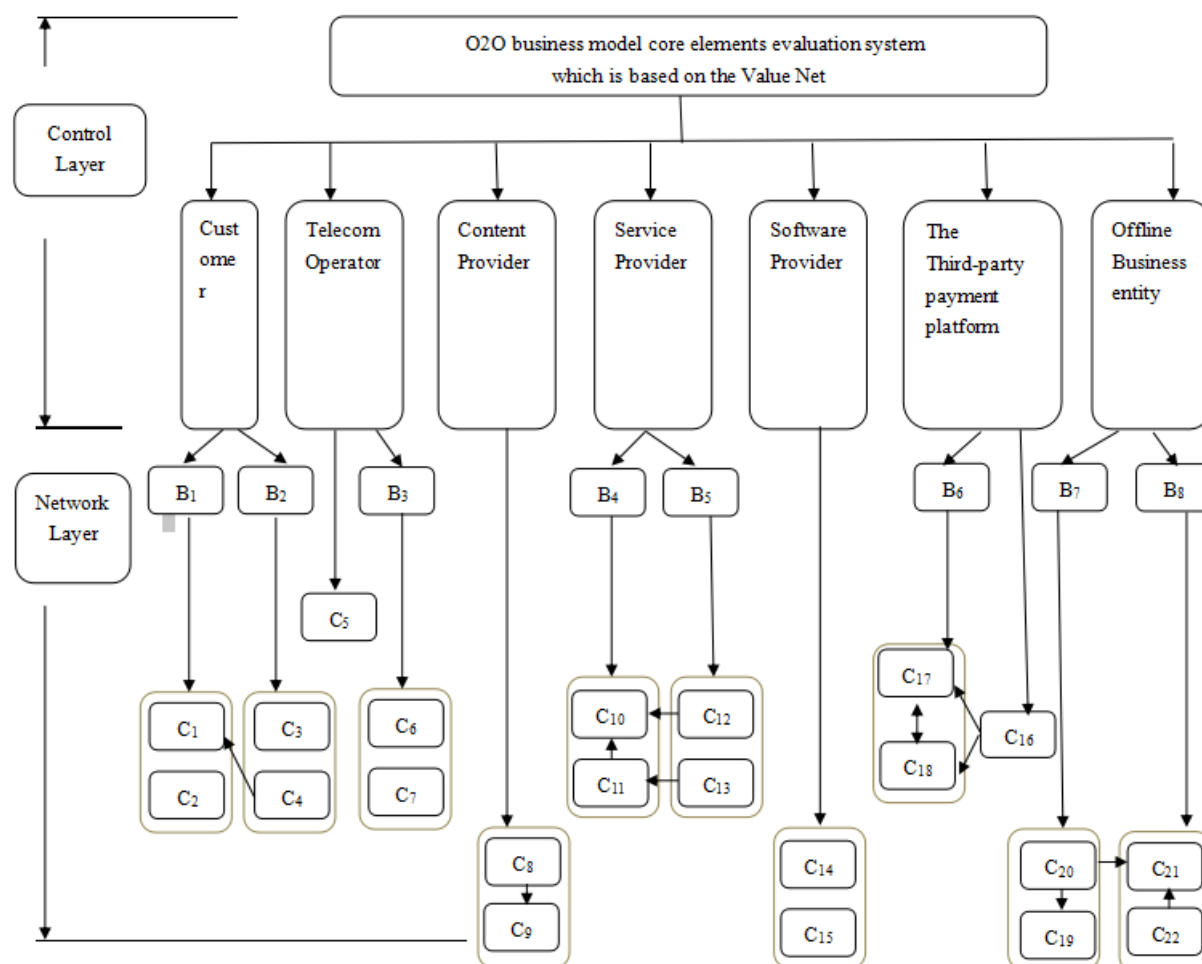 O2O business model core elements evaluation system
which is based on the Value Net
Control
Layer
Cust
ome
r
Telecom
Operator
Content
Provider
Service
Provider
Software
Provider
The
Third-party
payment
platform
Offline
Business
entity
Network
Layer
B1
B2
B3
B4
B5
B6
B7
B8
C5
C17
C10
C12
C16
C1
C3
C6
C18
C11
C13
C2
C4
C7
C8
C14
C20
C21
C9
C15
C19
C22